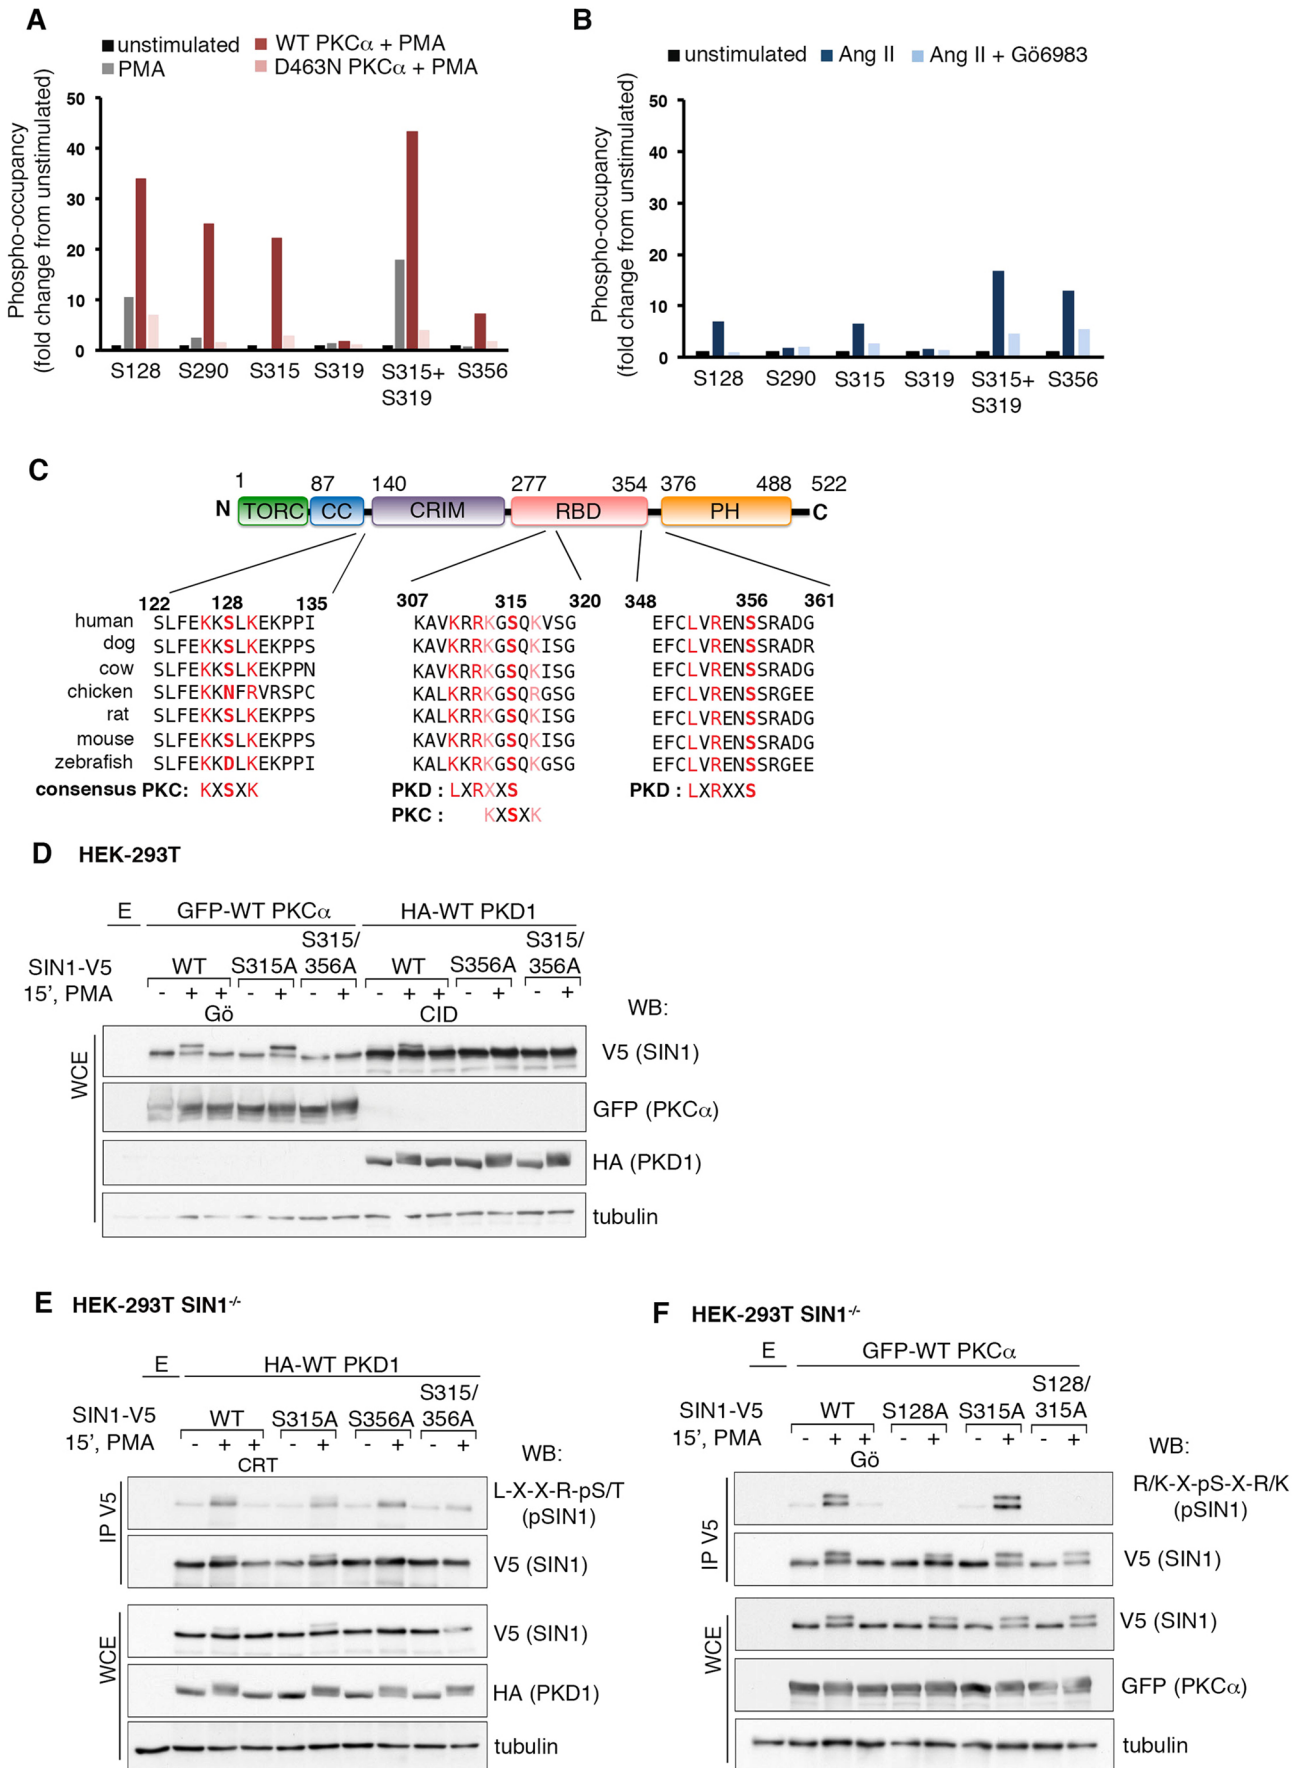 A
unstimulated WT PKCα + PMA
PMA D463N PKCα + PMA
Phospho-occupancy
(fold change from unstimulated)
50
40
30
20
10
0
S128 S290 S315 S319 S315+ S319 S356
B
unstimulated Ang II Ang II + Gö6983
Phospho-occupancy
(fold change from unstimulated)
50
40
30
20
10
0
S128 S290 S315 S319 S315+ S319 S356
C
1 87 140 277 354 376 488 522
N TORC CC CRIM RBD PH C
122 128 135 307 315 320 348 356 361
human SLFEKKSLKEKPPI KAVKRRKGSQKVSG EFCLVRENSSRADG
dog SLFEKKSLKEKPPS KAVKRRKGSQKISG EFCLVRENSSRADR
cow SLFEKKSLKEKPPN KAVKRRKGSQKISG EFCLVRENSSRADG
chicken SLFEKKNFRVRSPC KALKRRKGSQRGSG EFCLVRENSSRGEE
rat SLFEKKSLKEKPPS KALKRRKGSQKISG EFCLVRENSSRADG
mouse SLFEKKSLKEKPPS KAVKRRKGSQKISG EFCLVRENSSRADG
zebrafish SLFEKKDLKEKPPI KALKKRKGSQKGSG EFCLVRENSSRGEE
consensus PKC: KXSXK PKD : LXRXXS PKD : LXRXXS
PKC : KXSXK
D HEK-293T
E GFP-WT PKCα HA-WT PKD1
S315/ S315/
SIN1-V5 WT S315A 356A WT S356A 356A
15', PMA - + + - + - + - + + - + - +
Gö CID WB:
WCE
V5 (SIN1)
GFP (PKCα)
HA (PKD1)
tubulin
E HEK-293T SIN1-/-
E HA-WT PKD1
S315/
SIN1-V5 WT S315A S356A 356A
15', PMA - + + - + - + - +
CRT WB:
IP V5
L-X-X-R-pS/T
(pSIN1)
V5 (SIN1)
WCE
V5 (SIN1)
HA (PKD1)
tubulin
F HEK-293T SIN1-/-
E GFP-WT PKCα
S128/
SIN1-V5 WT S128A S315A 315A
15', PMA - + + - + - + - +
Gö WB:
IP V5
R/K-X-pS-X-R/K
(pSIN1)
V5 (SIN1)
WCE
V5 (SIN1)
GFP (PKCα)
tubulin